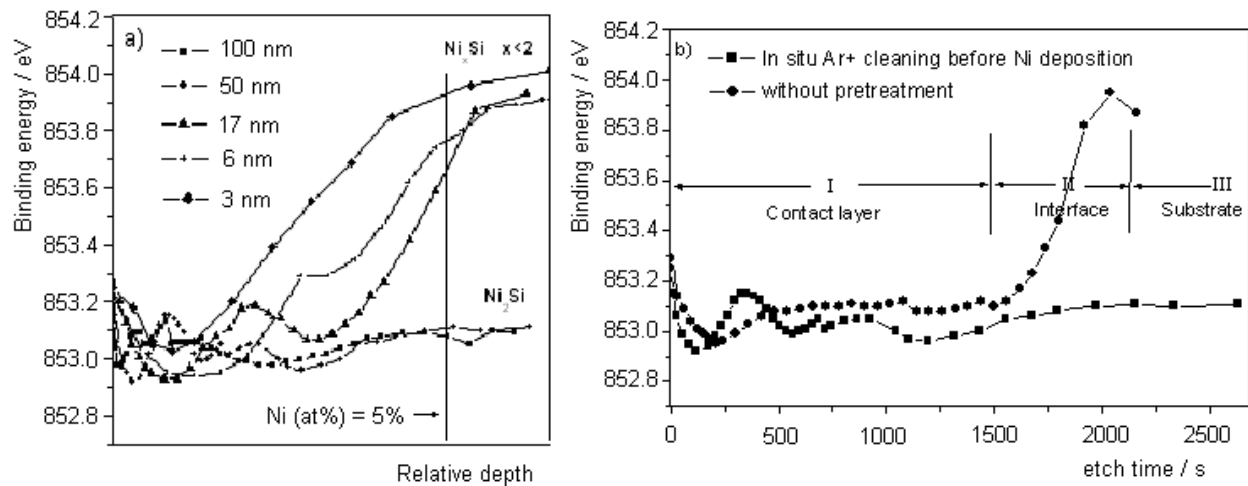 a)
100 nm
50 nm
17 nm
6 nm
3 nm
NiₓSi x<2
Ni₂Si
Ni (at%) = 5%
854.2
854.0
853.8
853.6
853.4
853.2
853.0
852.8
Binding energy / eV
Relative depth
b)
In situ Ar+ cleaning before Ni deposition
without pretreatment
I
Contact layer
II
Interface
III
Substrate
854.2
854.0
853.8
853.6
853.4
853.2
853.0
852.8
Binding energy / eV
0
500
1000
1500
2000
2500
etch time / s